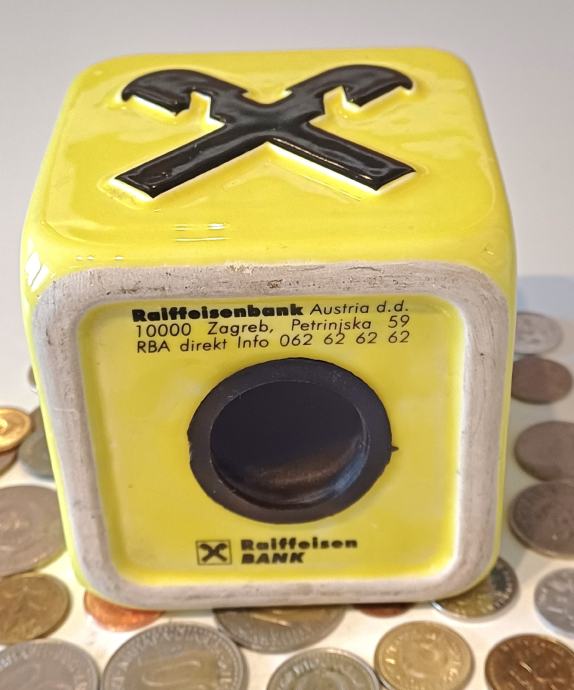 Raiffeisenbank Austria d.d.
10000 Zagreb, Petrinjska 59
RBA direkt Info 062 62 62 62
Raiffeisen
BANK